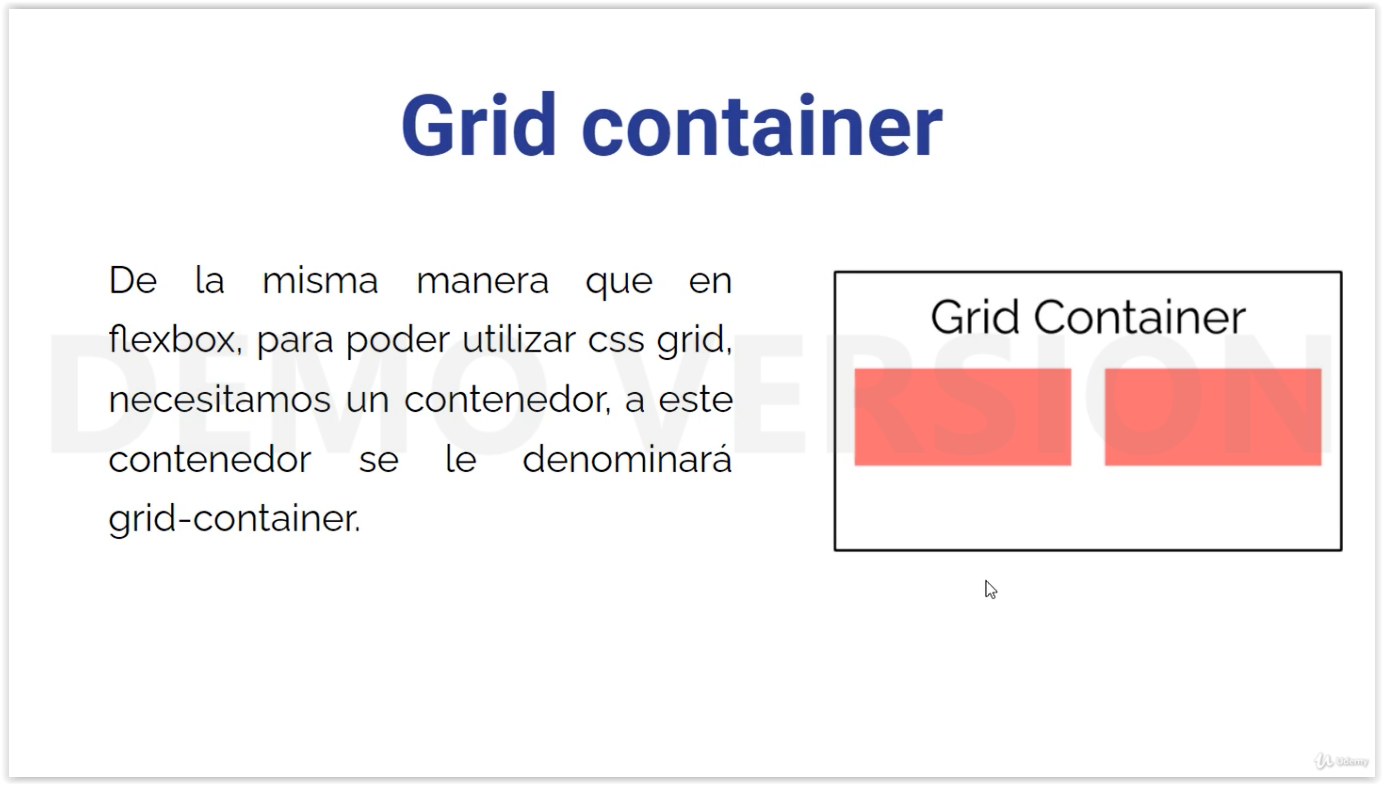 Grid container
De la misma manera que en
flexbox, para poder utilizar css grid,
necesitamos un contenedor, a este
contenedor se le denominará
grid-container.
Grid Container
DEMO VERSION
Udemy